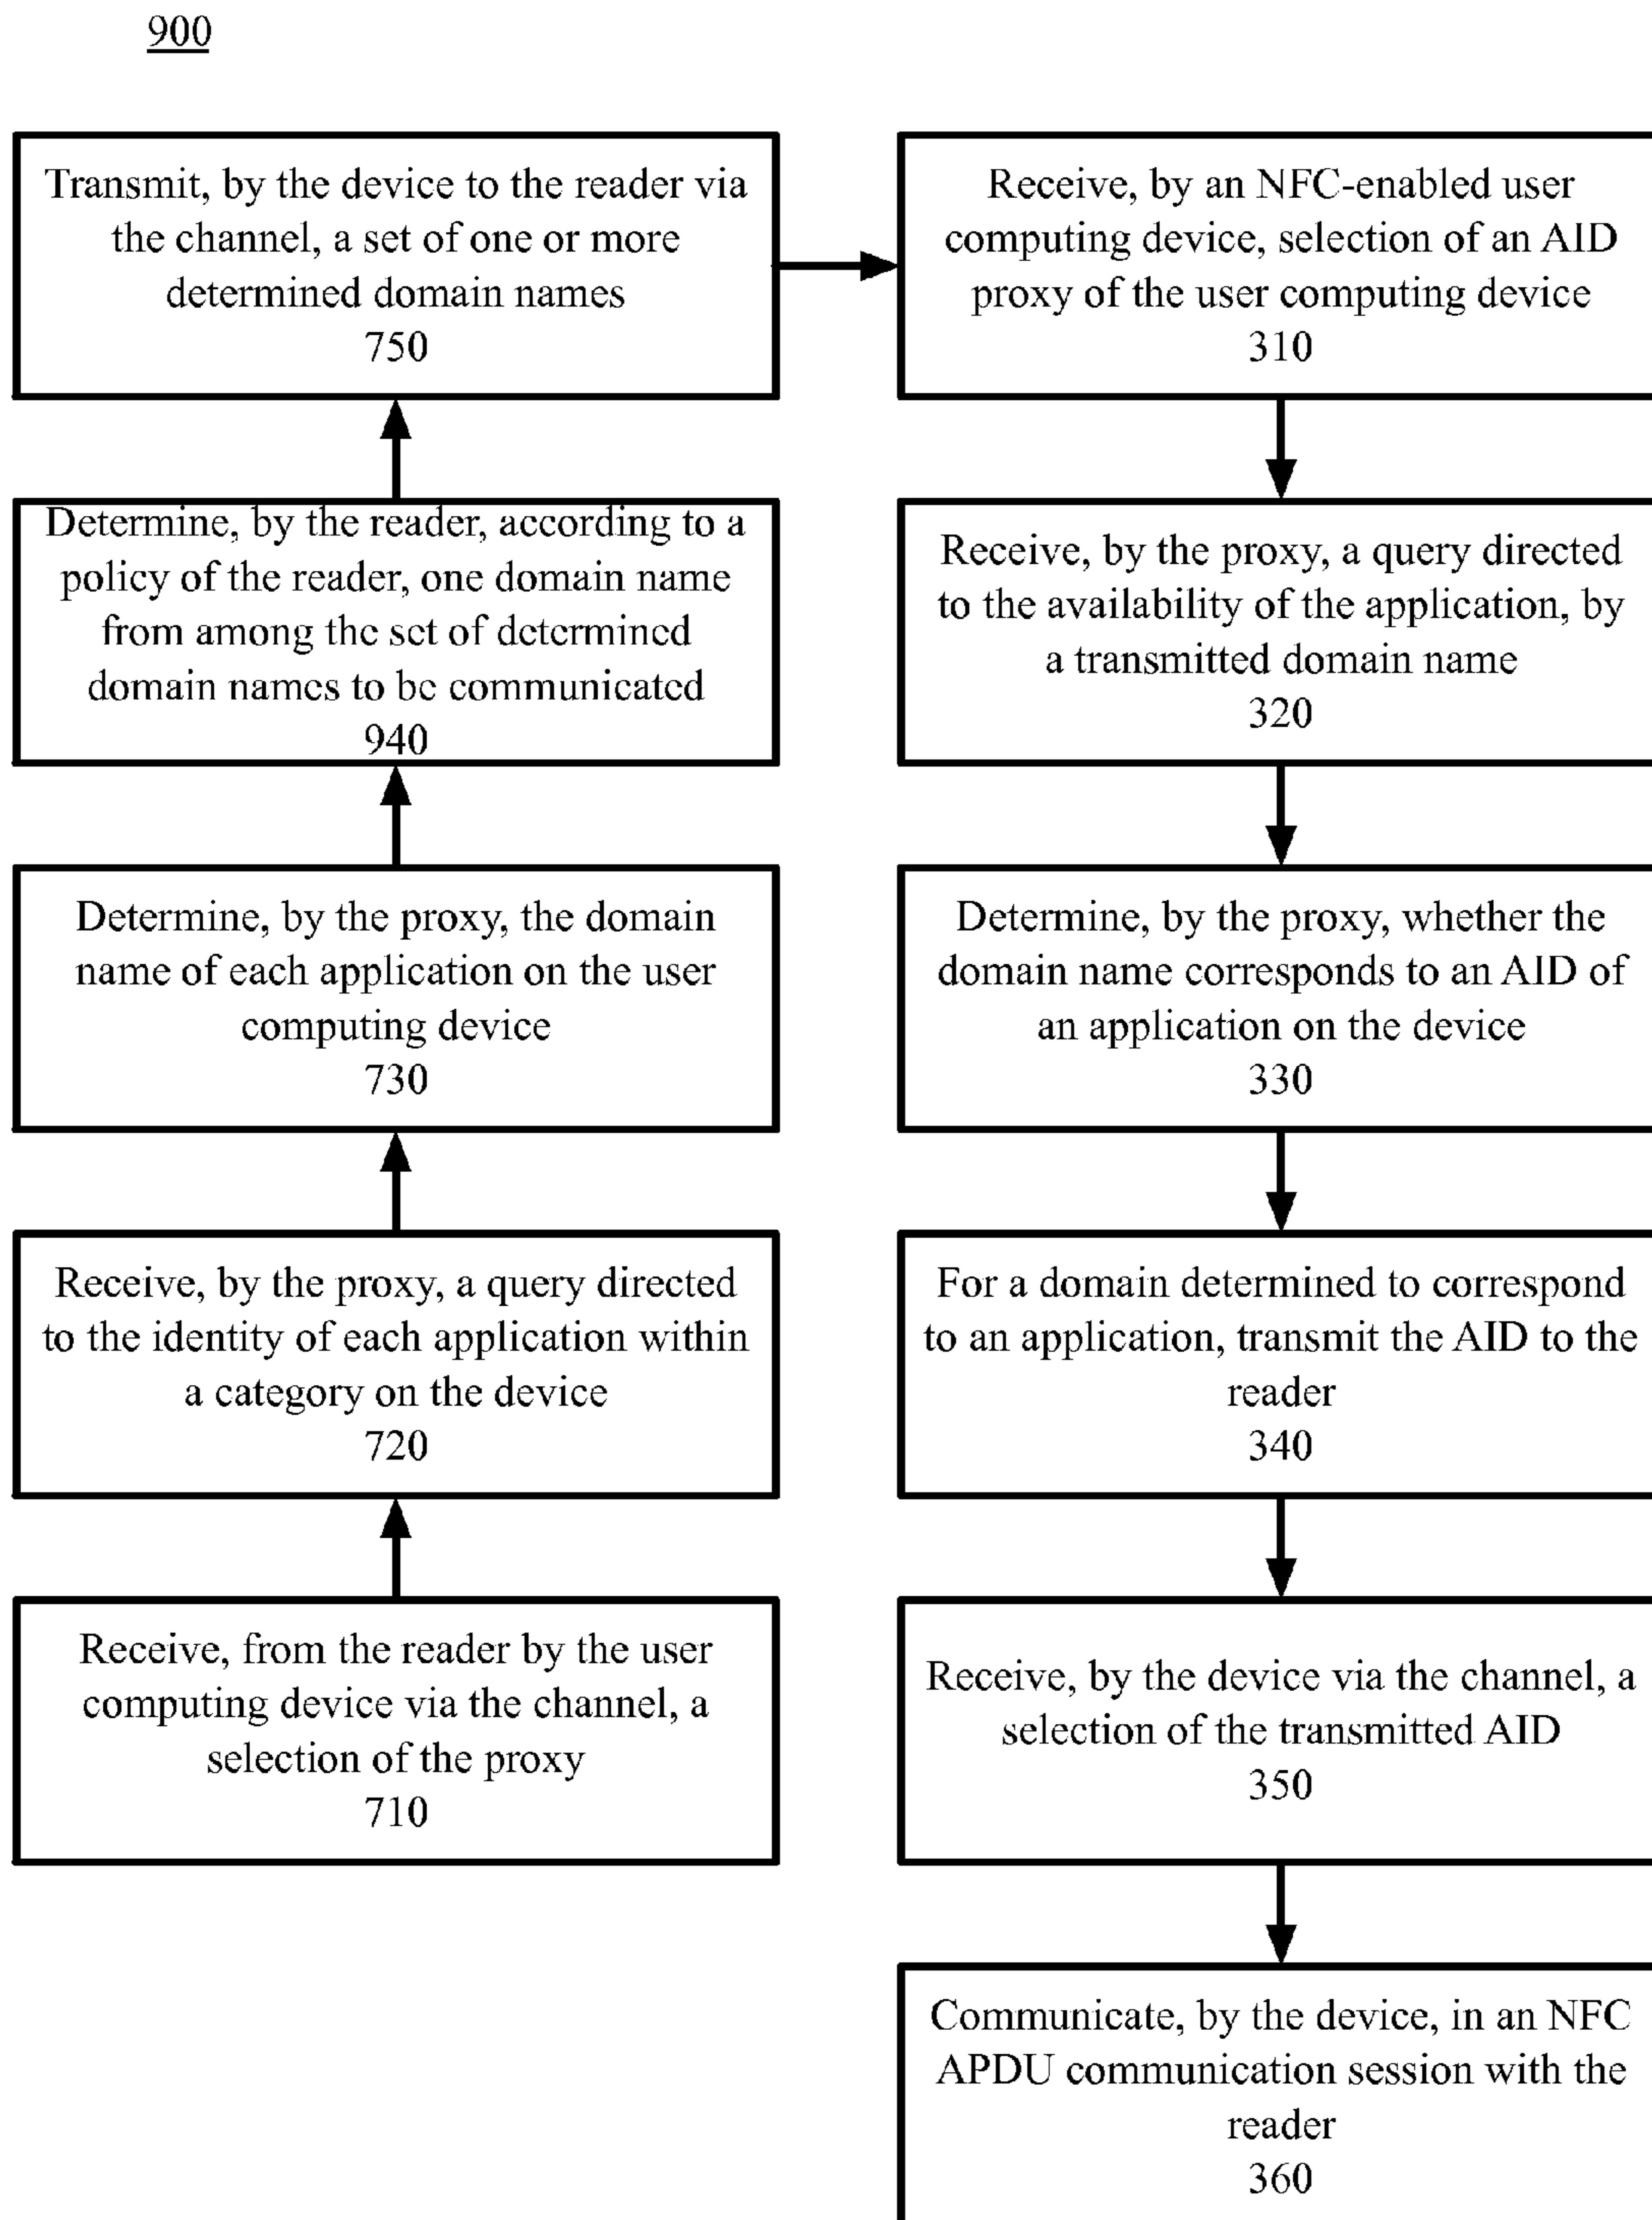 900
Transmit, by the device to the reader via
the channel, a set of one or more
determined domain names
750
Determine, by the reader, according to a
policy of the reader, one domain name
from among the set of determined
domain names to be communicated
940
Determine, by the proxy, the domain
name of each application on the user
computing device
730
Receive, by the proxy, a query directed
to the identity of each application within
a category on the device
720
Receive, from the reader by the user
computing device via the channel, a
selection of the proxy
710
Receive, by an NFC-enabled user
computing device, selection of an AID
proxy of the user computing device
310
Receive, by the proxy, a query directed
to the availability of the application, by
a transmitted domain name
320
Determine, by the proxy, whether the
domain name corresponds to an AID of
an application on the device
330
For a domain determined to correspond
to an application, transmit the AID to the
reader
340
Receive, by the device via the channel, a
selection of the transmitted AID
350
Communicate, by the device, in an NFC
APDU communication session with the
reader
360